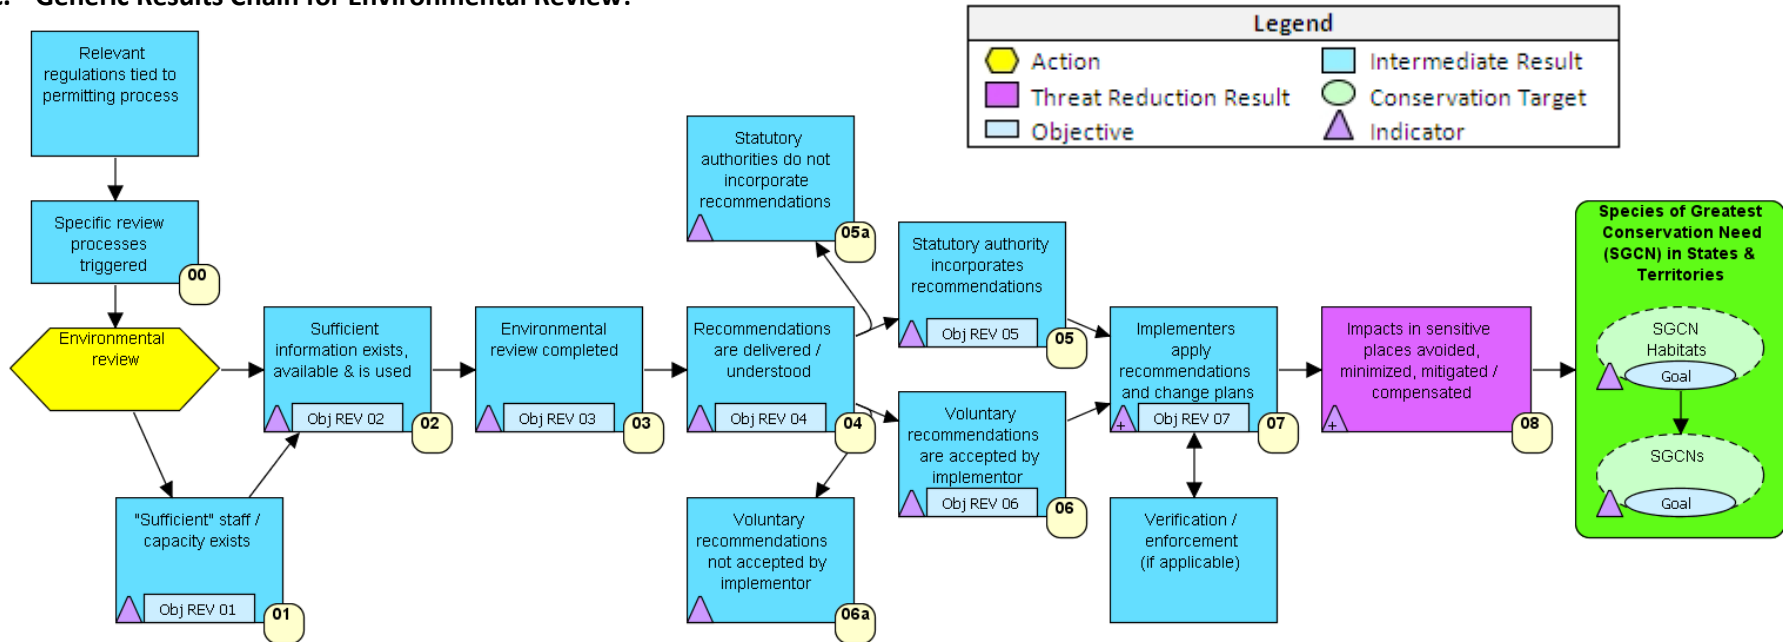 Generic Results Chain for Environmental Review:
Legend
Action
Intermediate Result
Threat Reduction Result
Conservation Target
Objective
Indicator
Relevant
regulations tied to
permitting process
Specific review
processes
triggered
00
Environmental
review
"Sufficient" staff /
capacity exists
Obj REV 01
01
Sufficient
information exists,
available & is used
Obj REV 02
02
Environmental
review completed
Obj REV 03
03
Recommendations
are delivered /
understood
Obj REV 04
04
Statutory
authorities do not
incorporate
recommendations
05a
Statutory authority
incorporates
recommendations
Obj REV 05
05
Voluntary
recommendations
are accepted by
implementor
Obj REV 06
06
Voluntary
recommendations
not accepted by
implementor
06a
Implementers
apply
recommendations
and change plans
+
Obj REV 07
07
Verification /
enforcement
(if applicable)
Impacts in sensitive
places avoided,
minimized, mitigated /
compensated
+
08
Species of Greatest
Conservation Need
(SGCN) in States &
Territories
SGCN
Habitats
Goal
SGCNs
Goal